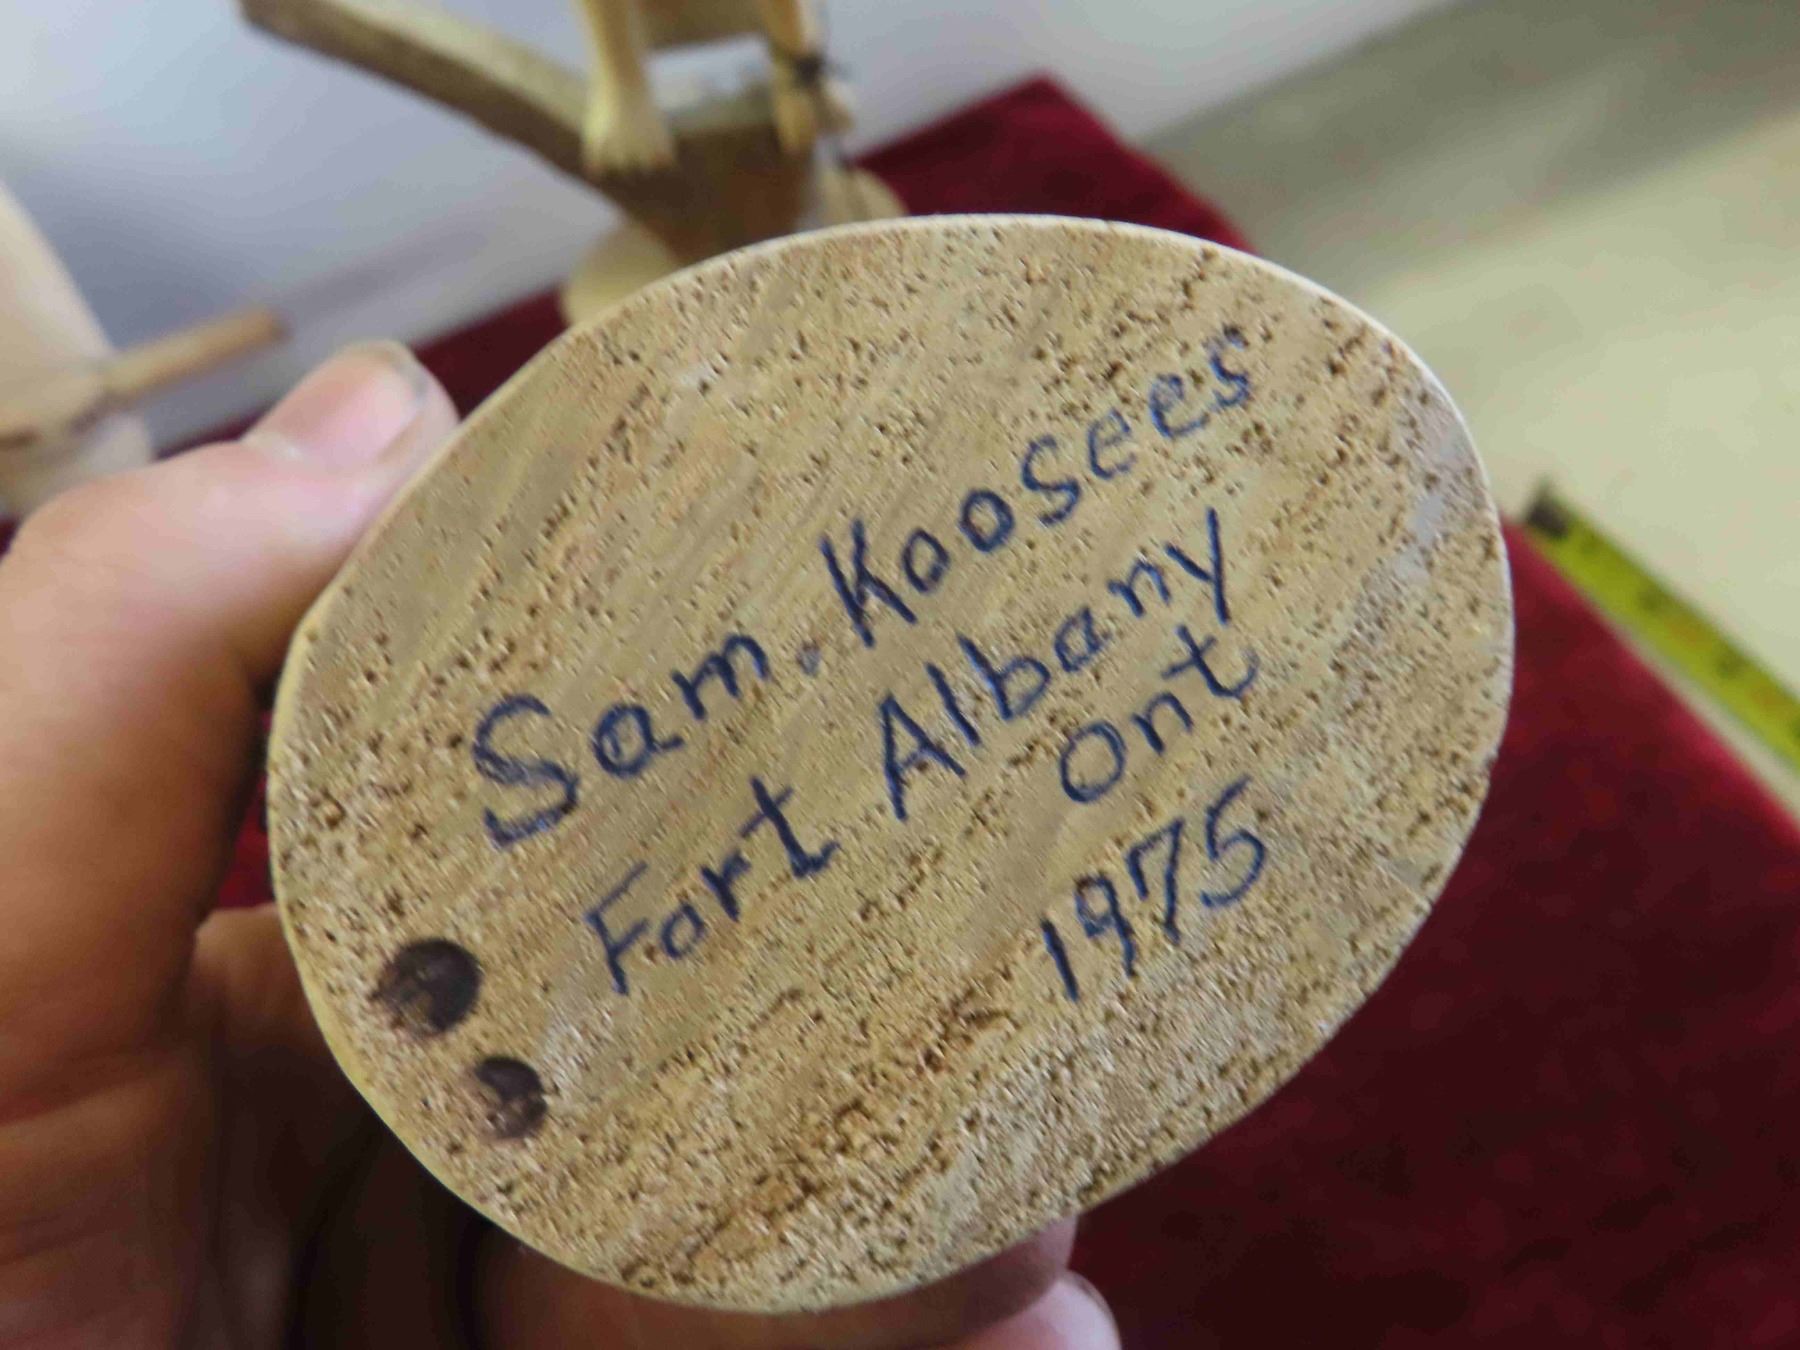 Sam. Koosees
Fort Albany
Ont
1975